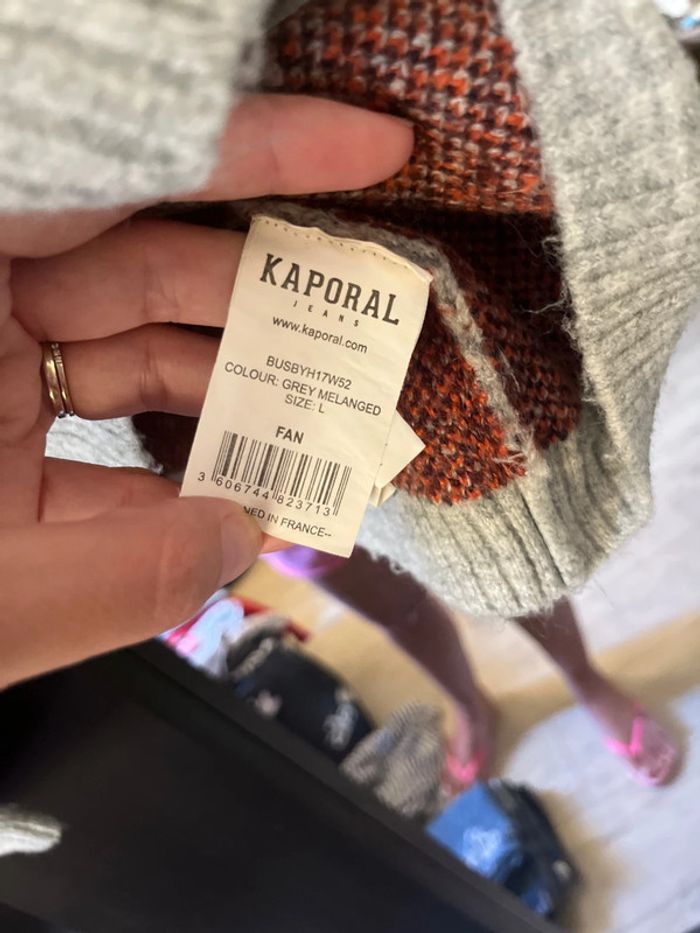 KAPORAL
JEANS
www.kaporal.com
BUSBYH17W52
COLOUR: GREY MELANGED
SIZE: L
FAN
3 606744 823713
NED IN FRANCE--